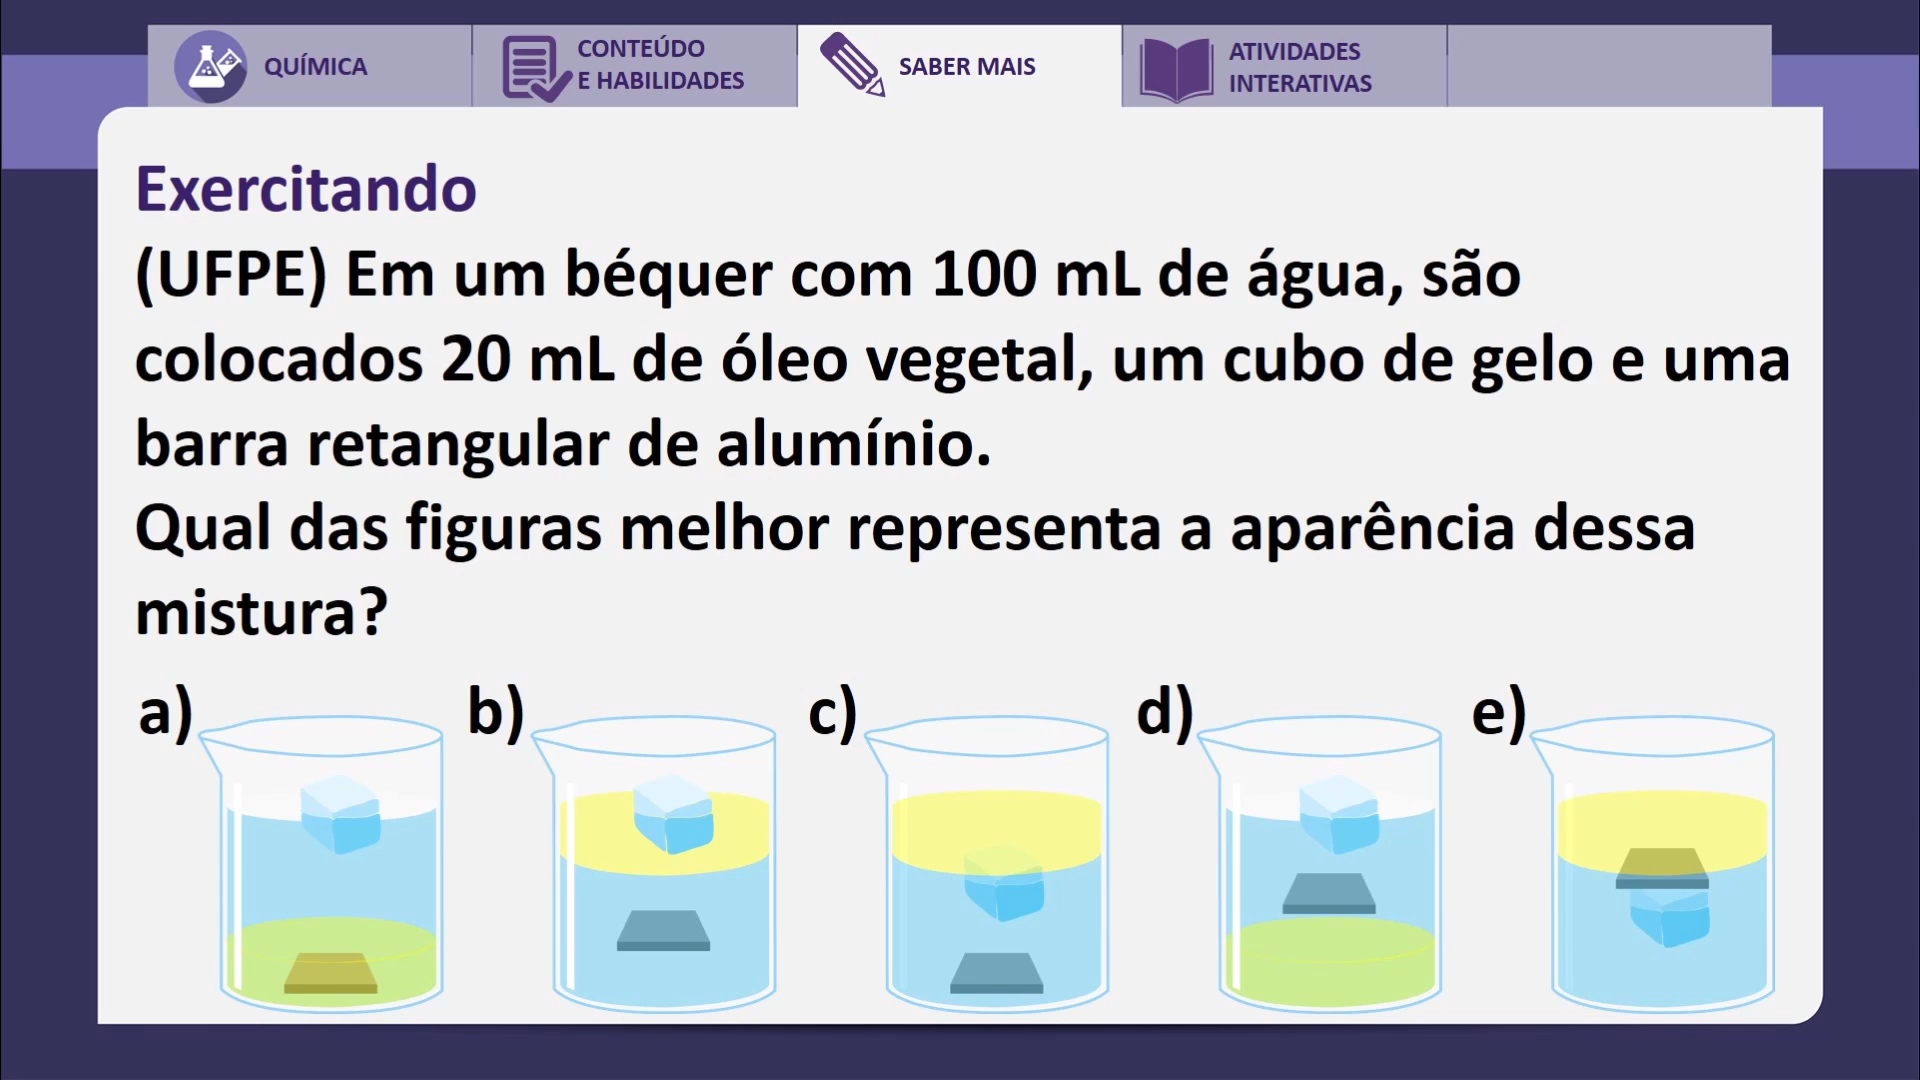 QUÍMICA
CONTEÚDO
E HABILIDADES
SABER MAIS
ATIVIDADES
INTERATIVAS
Exercitando
(UFPE) Em um béquer com 100 mL de água, são
colocados 20 mL de óleo vegetal, um cubo de gelo e uma
barra retangular de alumínio.
Qual das figuras melhor representa a aparência dessa
mistura?
a) b) c) d) e)